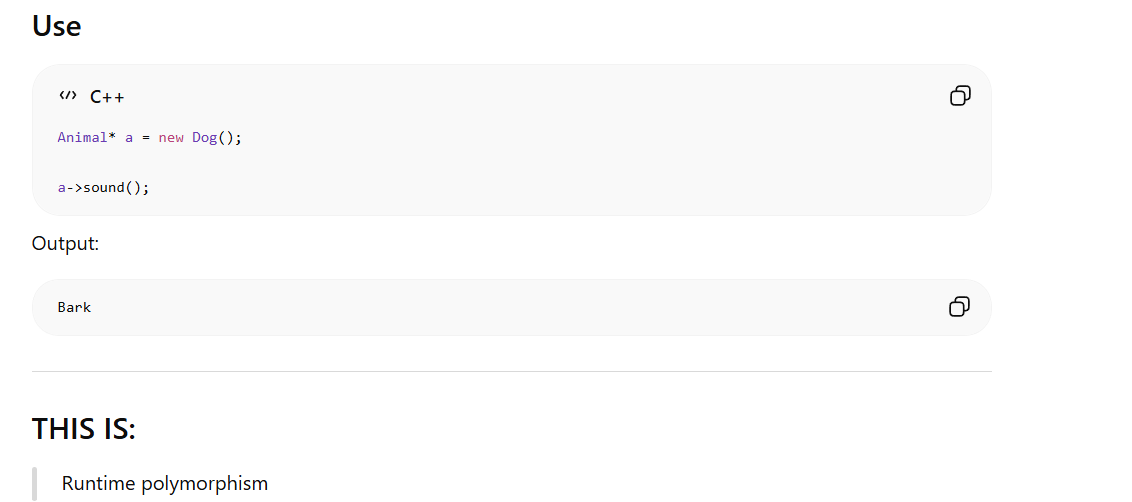 Use
C++
Animal* a = new Dog();
a->sound();
Output:
Bark
THIS IS:
Runtime polymorphism